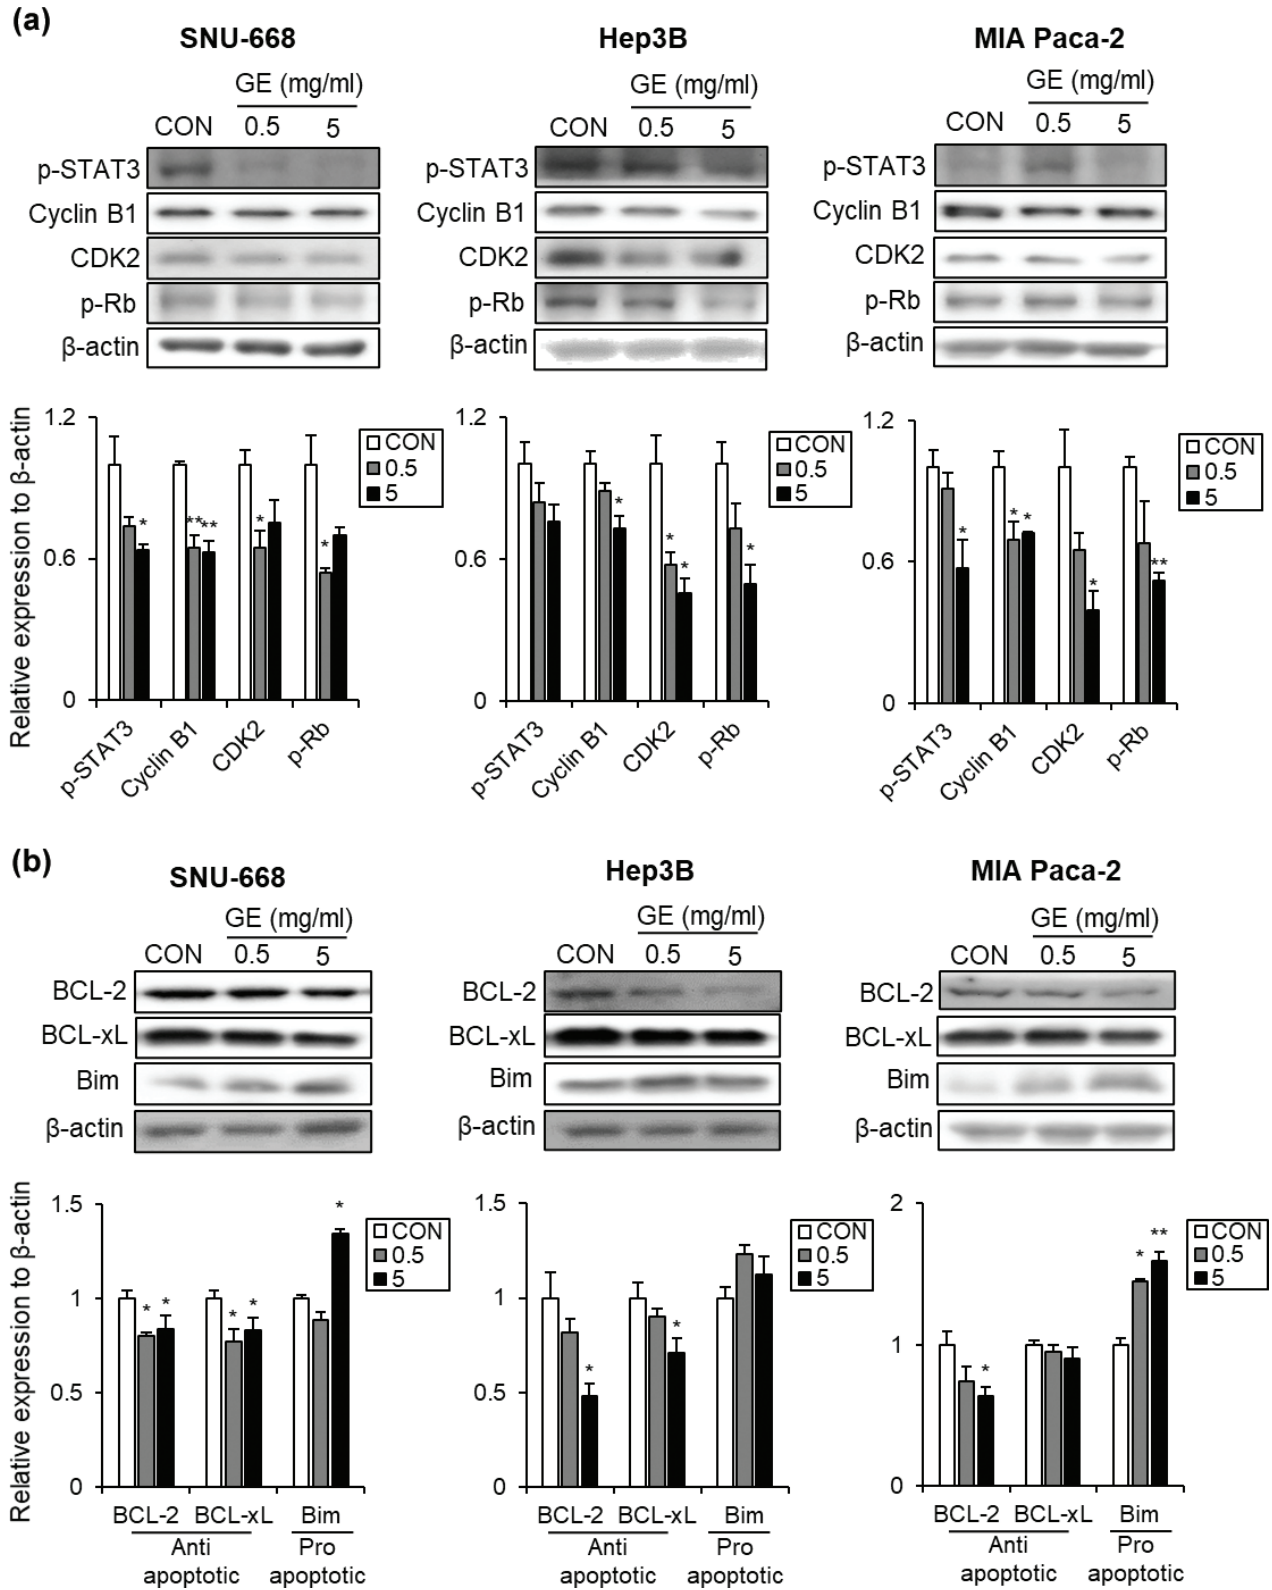 (a)
SNU-668
Hep3B
MIA Paca-2
GE (mg/ml)
GE (mg/ml)
GE (mg/ml)
CON 0.5 5
CON 0.5 5
CON 0.5 5
p-STAT3
Cyclin B1
CDK2
p-Rb
β-actin
p-STAT3
Cyclin B1
CDK2
p-Rb
β-actin
p-STAT3
Cyclin B1
CDK2
p-Rb
β-actin
Relative expression to β-actin
1.2
0.6
0
* ** ** * *
CON
0.5
5
p-STAT3 Cyclin B1 CDK2 p-Rb
1.2
0.6
0
* * * *
CON
0.5
5
p-STAT3 Cyclin B1 CDK2 p-Rb
1.2
0.6
0
* * * * **
CON
0.5
5
p-STAT3 Cyclin B1 CDK2 p-Rb
(b)
SNU-668
Hep3B
MIA Paca-2
GE (mg/ml)
GE (mg/ml)
GE (mg/ml)
CON 0.5 5
CON 0.5 5
CON 0.5 5
BCL-2
BCL-xL
Bim
β-actin
BCL-2
BCL-xL
Bim
β-actin
BCL-2
BCL-xL
Bim
β-actin
Relative expression to β-actin
1.5
1
0.5
0
* * * * *
CON
0.5
5
BCL-2 BCL-xL Bim
Anti Pro
apoptotic apoptotic
1.5
1
0.5
0
* *
CON
0.5
5
BCL-2 BCL-xL Bim
Anti Pro
apoptotic apoptotic
2
1
0
* * **
CON
0.5
5
BCL-2 BCL-xL Bim
Anti Pro
apoptotic apoptotic